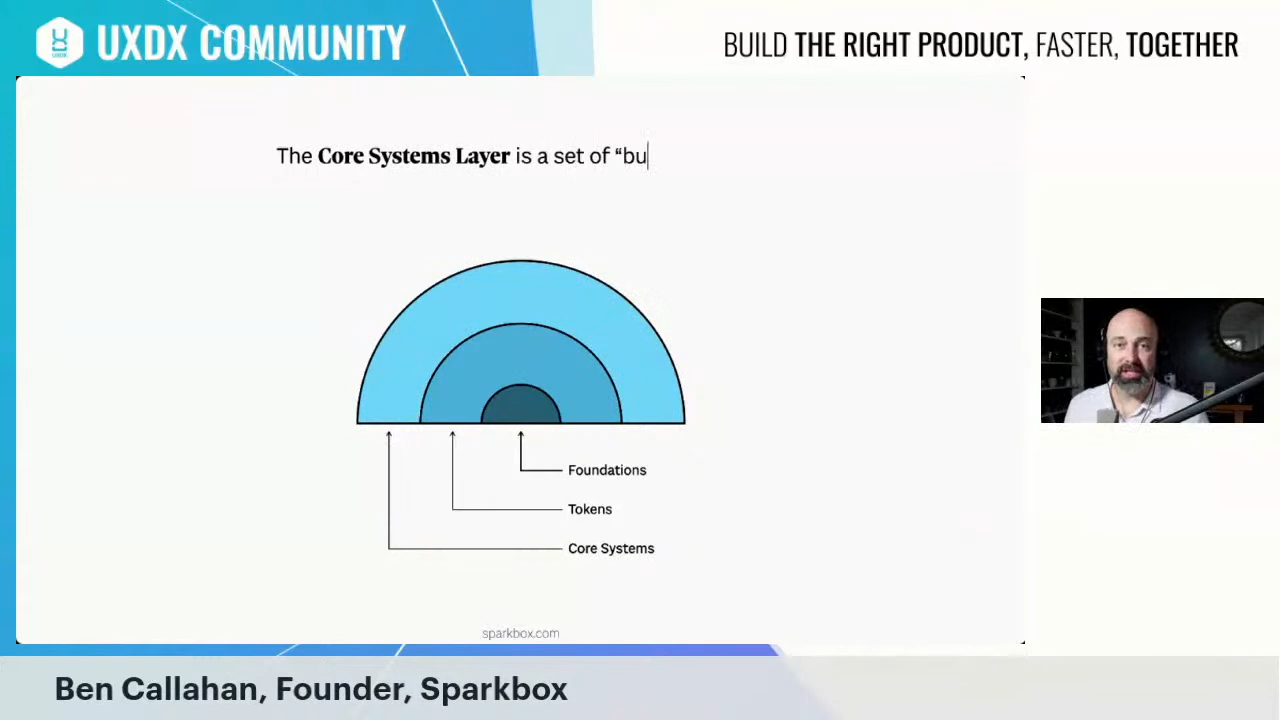 UXDX COMMUNITY
BUILD THE RIGHT PRODUCT, FASTER, TOGETHER
The Core Systems Layer is a set of “bu
Foundations
Tokens
Core Systems
sparkbox.com
Ben Callahan, Founder, Sparkbox